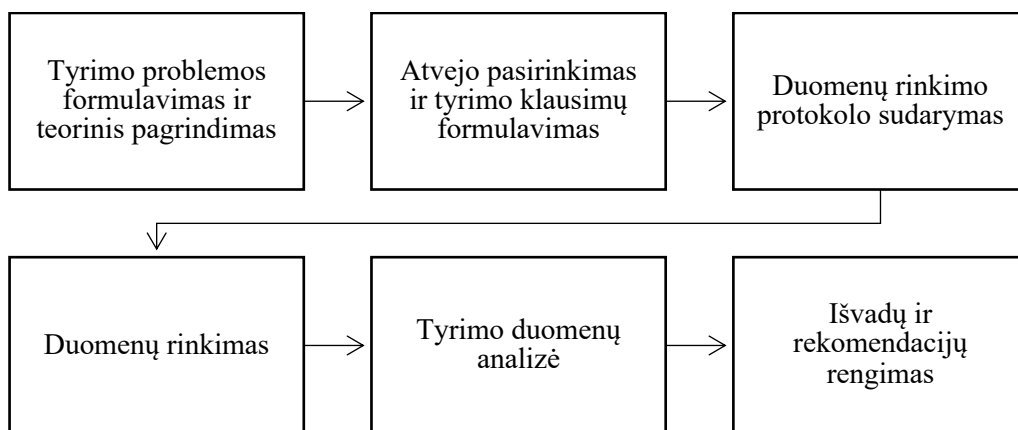 Tyrimo problemos
formulavimas ir
teorinis pagrindimas
Atvejo pasirinkimas
ir tyrimo klausimų
formulavimas
Duomenų rinkimo
protokolo sudarymas
Duomenų rinkimas
Tyrimo duomenų
analizė
Išvadų ir
rekomendacijų
rengimas